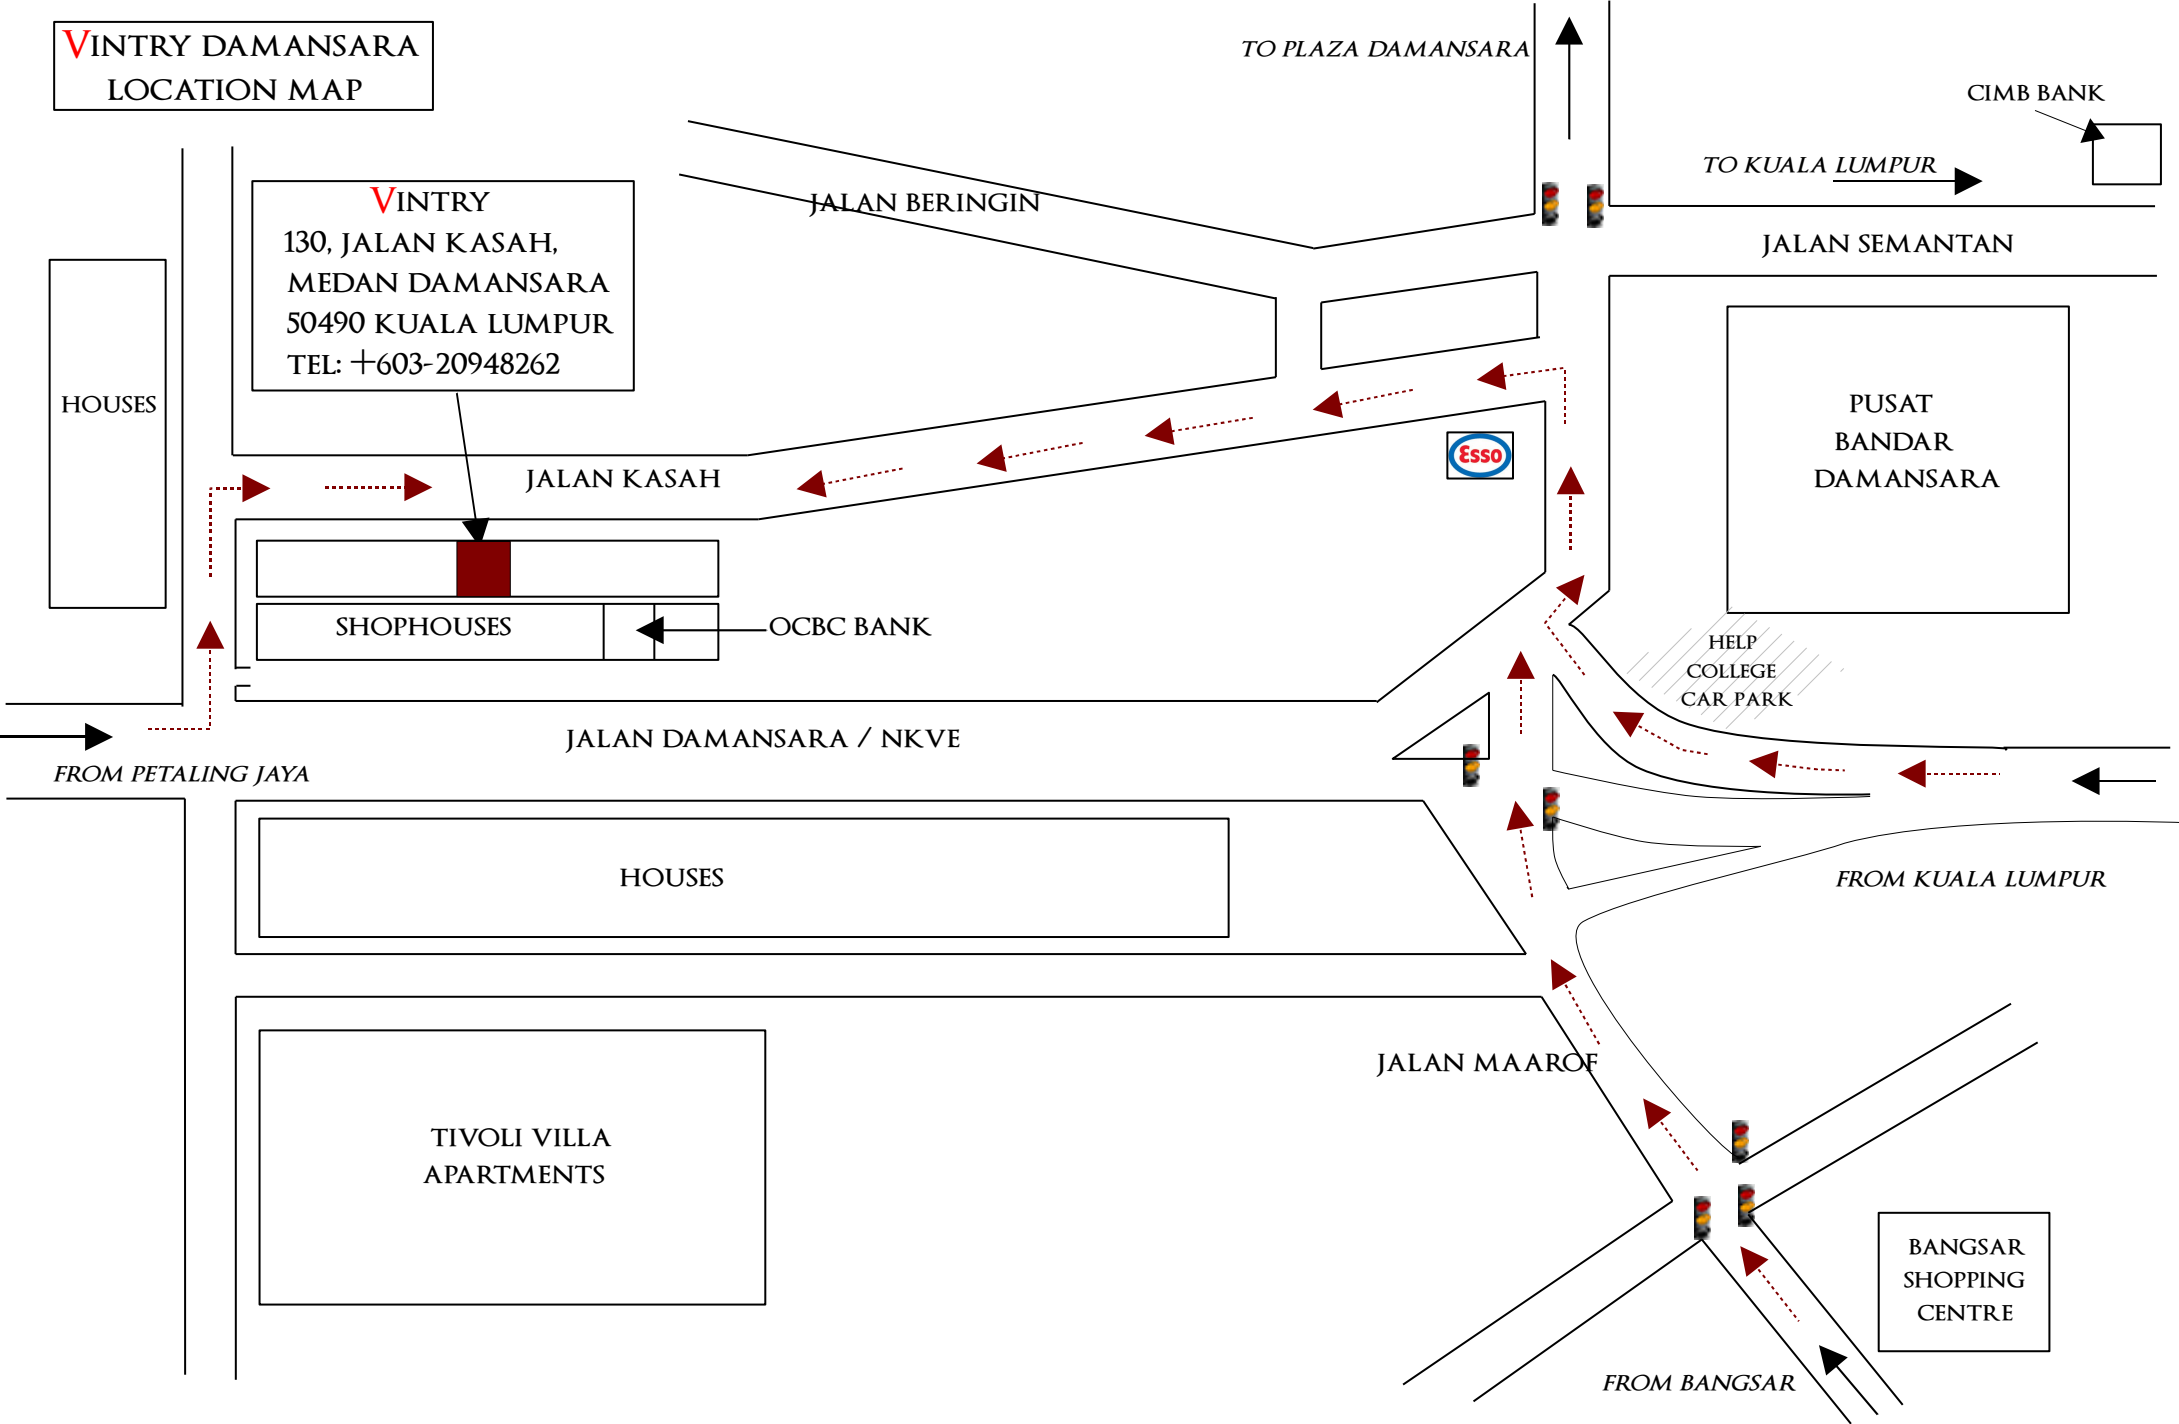 VINTRY DAMANSARA
LOCATION MAP
TO PLAZA DAMANSARA
CIMB BANK
TO KUALA LUMPUR
VINTRY
130, JALAN KASAH,
MEDAN DAMANSARA
50490 KUALA LUMPUR
TEL: +603-20948262
JALAN BERINGIN
JALAN SEMANTAN
HOUSES
PUSAT
BANDAR
DAMANSARA
Esso
JALAN KASAH
SHOPHOUSES
OCBC BANK
HELP
COLLEGE
CAR PARK
JALAN DAMANSARA / NKVE
FROM PETALING JAYA
HOUSES
FROM KUALA LUMPUR
JALAN MAAROF
TIVOLI VILLA
APARTMENTS
BANGSAR
SHOPPING
CENTRE
FROM BANGSAR